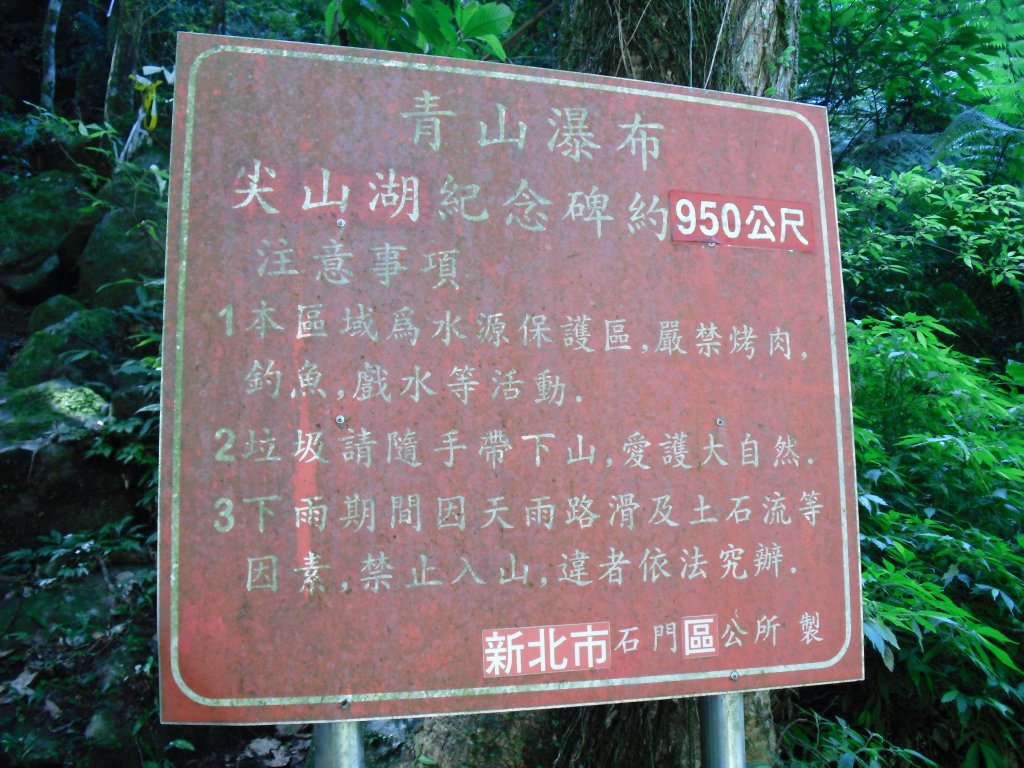 青山瀑布
尖山湖紀念碑約950公尺
注意事項
1本區域為水源保護區,嚴禁烤肉,
釣魚,戲水等活動.
2垃圾請隨手帶下山,愛護大自然.
3下雨期間因天雨路滑及土石流等
因素,禁止入山,違者依法究辦.
新北市石門區公所 製